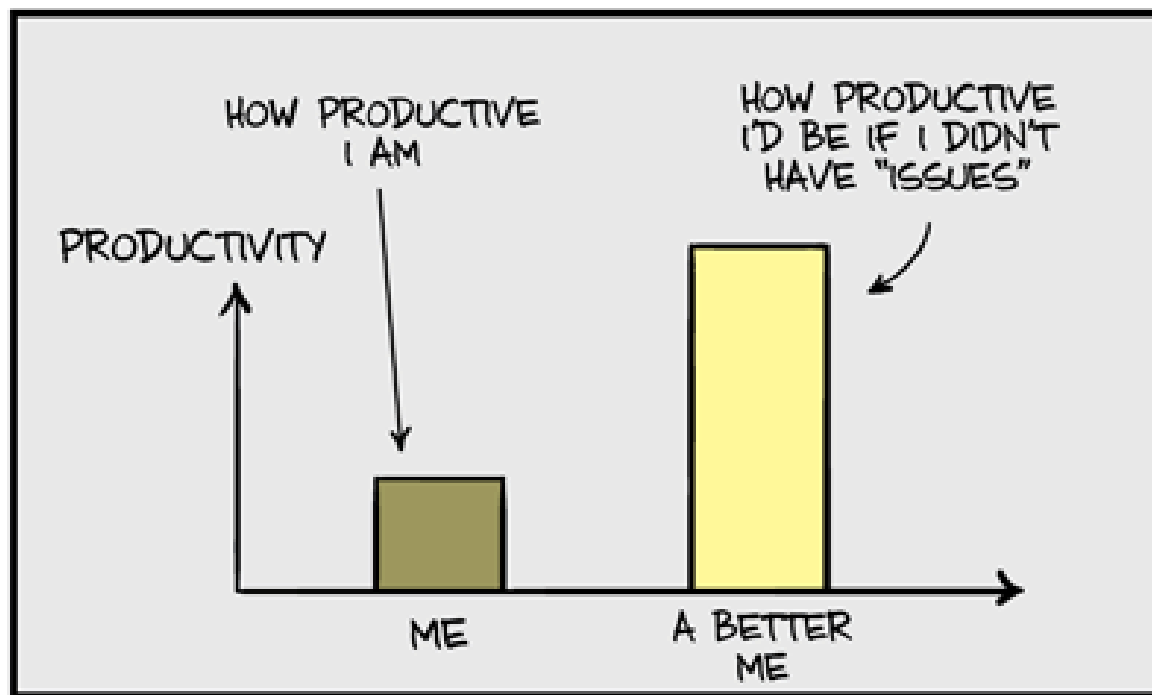 HOW PRODUCTIVE
I AM
HOW PRODUCTIVE
I'D BE IF I DIDN'T
HAVE "ISSUES"
PRODUCTIVITY
ME
A BETTER
ME